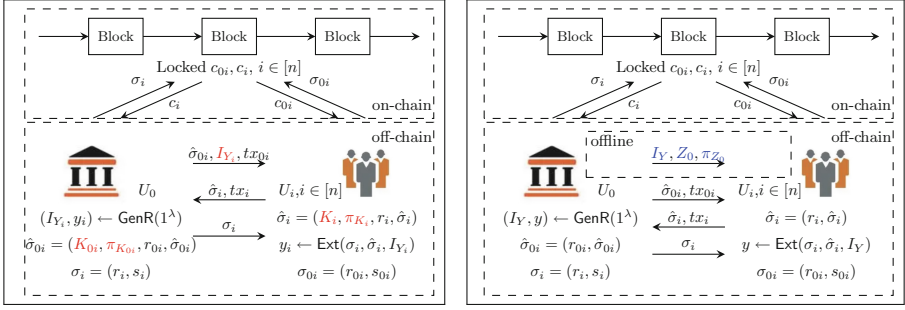 Block Block Block
Locked c_{0i}, c_i, i ∈ [n]
σ_i c_i c_{0i} σ_{0i}
on-chain
off-chain
σ̂_{0i}, I_{Y_i}, tx_{0i}
U_0 σ̂_i, tx_i U_i, i ∈ [n]
(I_{Y_i}, y_i) ← GenR(1^λ) σ̂_i = (K_i, π_{K_i}, r_i, σ̂_i)
σ_i
σ̂_{0i} = (K_{0i}, π_{K_{0i}}, r_{0i}, σ̂_{0i}) y_i ← Ext(σ_i, σ̂_i, I_{Y_i})
σ_i = (r_i, s_i) σ_{0i} = (r_{0i}, s_{0i})
Block Block Block
Locked c_{0i}, c_i, i ∈ [n]
σ_i c_i c_{0i} σ_{0i}
on-chain
offline off-chain
I_Y, Z_0, π_{Z_0}
U_0 σ̂_{0i}, tx_{0i} U_i, i ∈ [n]
(I_Y, y) ← GenR(1^λ) σ̂_i, tx_i σ̂_i = (r_i, σ̂_i)
σ̂_{0i} = (r_{0i}, σ̂_{0i}) σ_i y ← Ext(σ_i, σ̂_i, I_Y)
σ_i = (r_i, s_i) σ_{0i} = (r_{0i}, s_{0i})